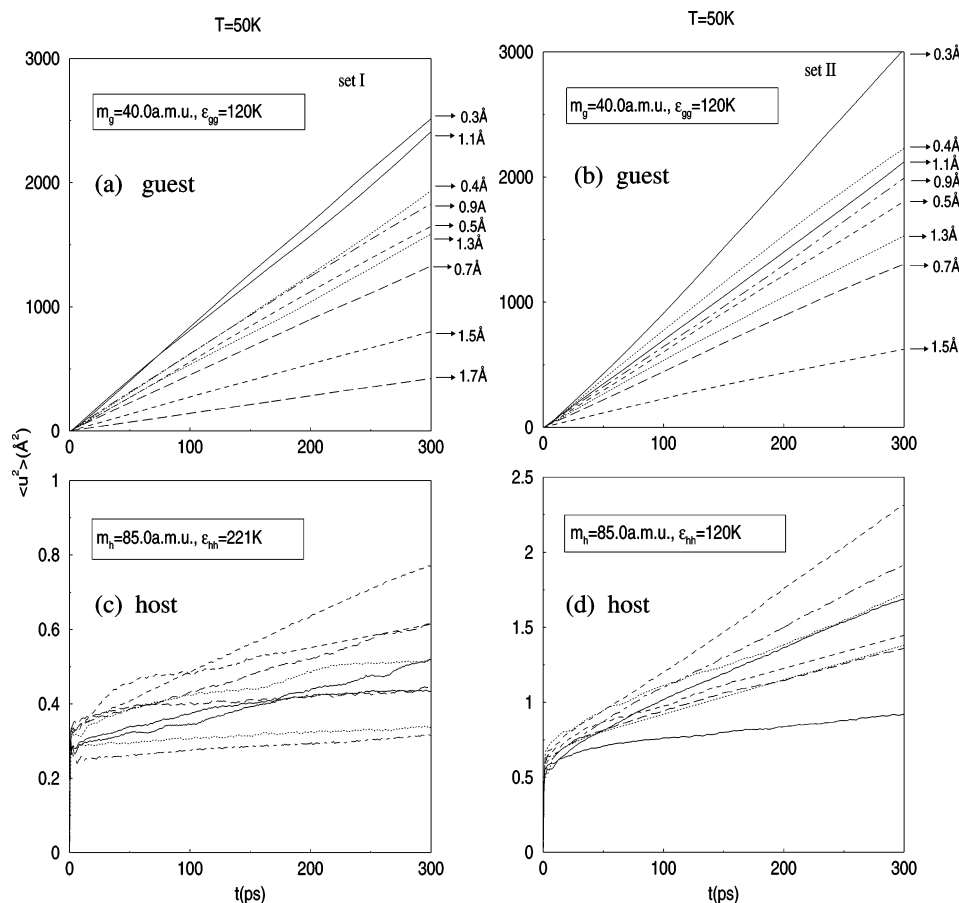 T=50K
T=50K
3000
2000
1000
0
set I
m_g=40.0a.m.u., ε_gg=120K
(a) guest
0.3Å
1.1Å
0.4Å
0.9A
0.5Å
1.3Å
0.7Å
1.5Å
1.7Å
0 100 200 300
3000
2000
1000
0
set II
m_g=40.0a.m.u., ε_gg=120K
(b) guest
0.3Å
0.4Å
1.1Å
0.9Å
0.5Å
1.3Å
0.7Å
1.5Å
0 100 200 300
<u²>(Å²)
1
0.8
0.6
0.4
0.2
0
m_h=85.0a.m.u., ε_hh=221K
(c) host
0 100 200 300
t(ps)
2.5
2
1.5
1
0.5
0
m_h=85.0a.m.u., ε_hh=120K
(d) host
0 100 200 300
t(ps)